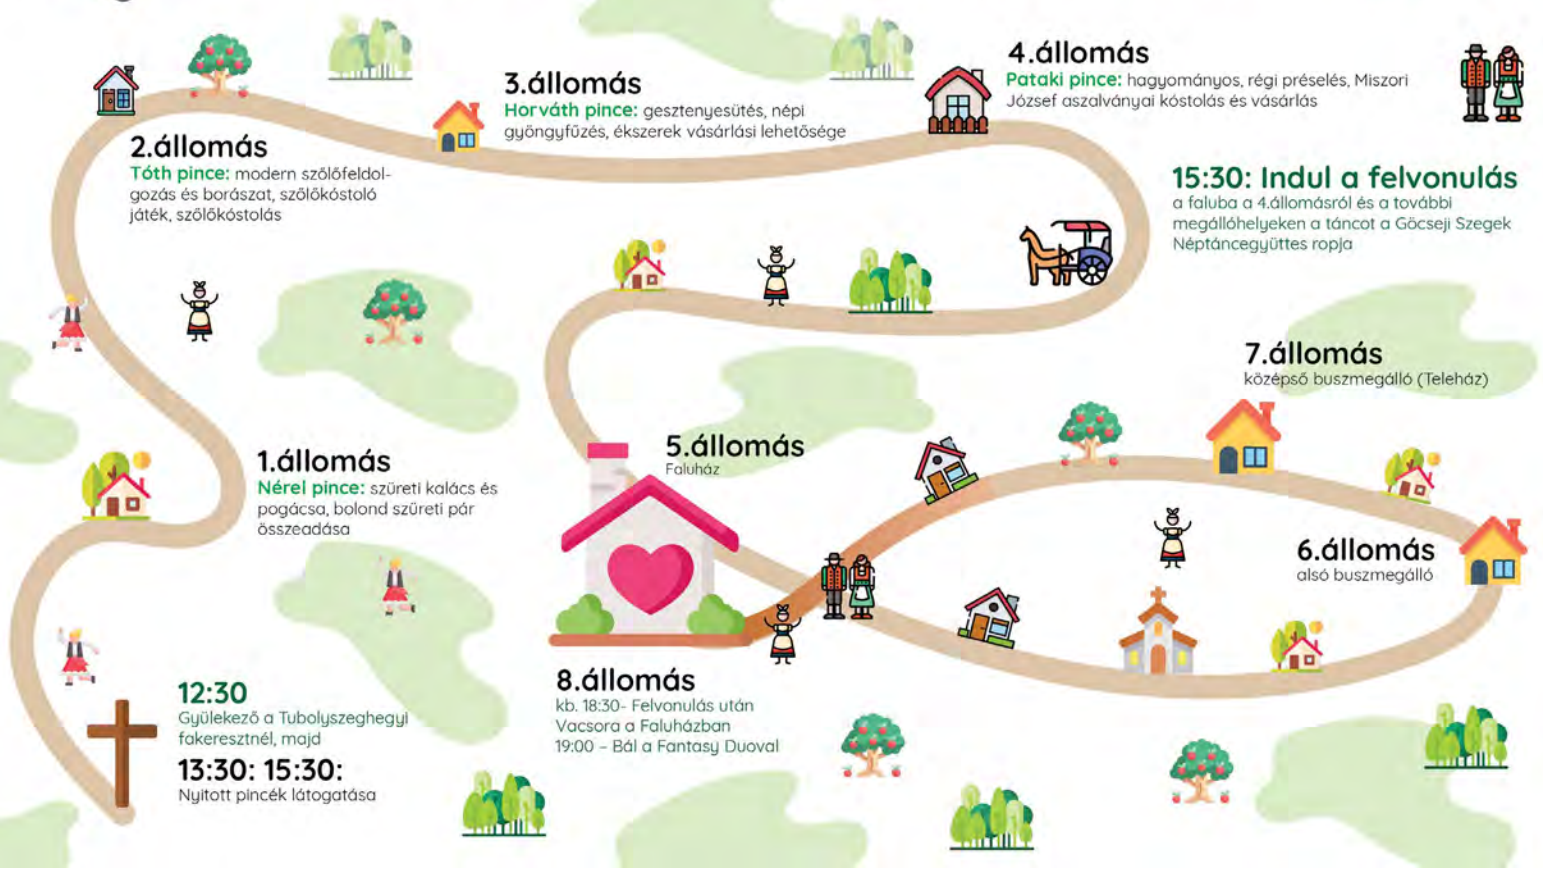 4.állomás
Pataki pince: hagyományos, régi préselés, Miszori
József aszalványai kóstolás és vásárlás
3.állomás
Horváth pince: gesztenyesütés, népi
gyöngyfűzés, ékszerek vásárlási lehetősége
2.állomás
Tóth pince: modern szőlőfeldol-
gozás és borászat, szőlőkóstoló
játék, szőlőkóstolás
15:30: Indul a felvonulás
a faluba a 4.állomásról és a további
megállóhelyeken a táncot a Göcseji Szegek
Néptáncegyüttes ropja
7.állomás
középső buszmegálló (Teleház)
5.állomás
Faluház
1.állomás
Nérei pince: szüreti kalács és
pogácsa, bolond szüreti pár
összeadása
6.állomás
alsó buszmegálló
8.állomás
kb. 18:30- Felvonulás után
Vacsora a Faluházban
19:00 – Bál a Fantasy Duoval
12:30
Gyülekező a Tubolyszeghegyi
fakeresztnél, majd
13:30: 15:30:
Nyitott pincék látogatása